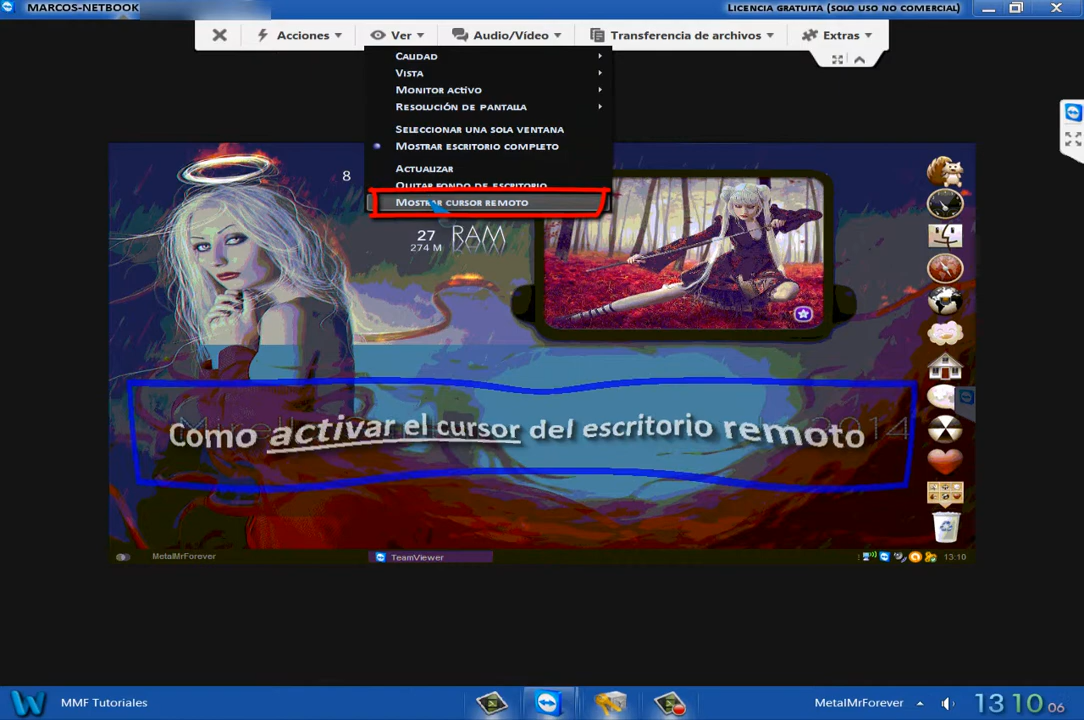 MARCOS-NETBOOK
LICENCIA GRATUITA (SOLO USO NO COMERCIAL)
Acciones
Ver
Audio/Vídeo
Transferencia de archivos
Extras
CALIDAD
VISTA
MONITOR ACTIVO
RESOLUCIÓN DE PANTALLA
SELECCIONAR UNA SOLA VENTANA
MOSTRAR ESCRITORIO COMPLETO
ACTUALIZAR
QUITAR FONDO DE ESCRITORIO
MOSTRAR CURSOR REMOTO
8
27
274 M
RAM
Como activar el cursor del escritorio remoto
MetalMrForever
TeamViewer
13:10
W
MMF Tutoriales
MetalMrForever
13 10 06